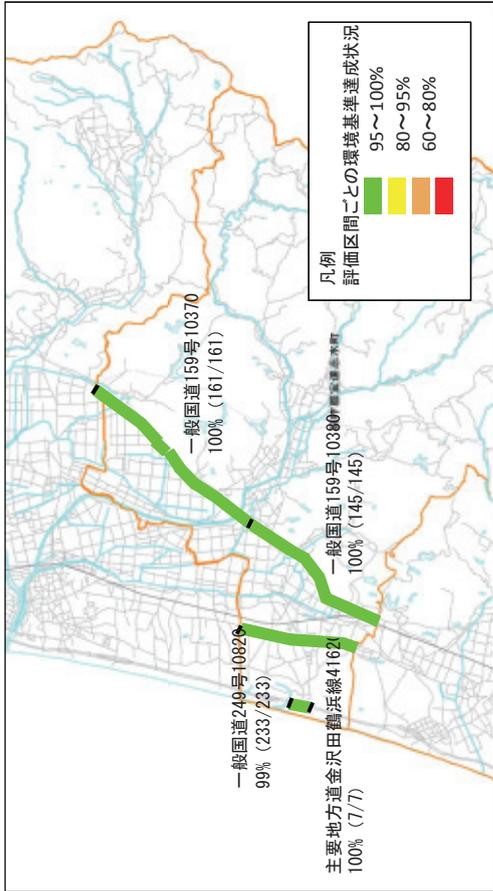 一般国道159号10370
100% (161/161)
一般国道159号10380
100% (145/145)
一般国道249号10820
99% (233/233)
主要地方道金沢田鶴浜線41620
100% (7/7)
凡例
評価区間ごとの環境基準達成状況
95～100%
80～95%
60～80%